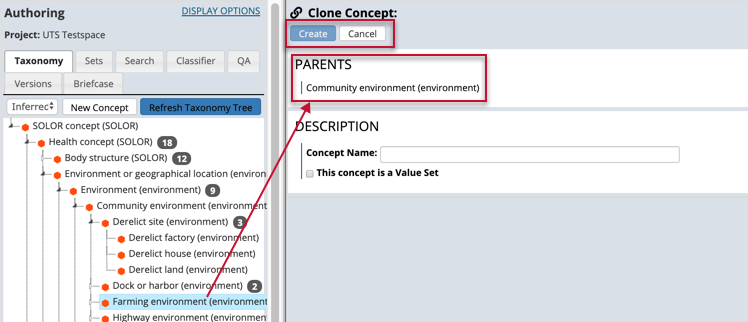 Authoring
DISPLAY OPTIONS
Project: UTS Testspace
Taxonomy Sets Search Classifier QA
Versions Briefcase
Inferred New Concept Refresh Taxonomy Tree
SOLOR concept (SOLOR)
Health concept (SOLOR) 18
Body structure (SOLOR) 12
Environment or geographical location (environ
Environment (environment) 9
Community environment (environment
Derelict site (environment) 3
Derelict factory (environment)
Derelict house (environment)
Derelict land (environment)
Dock or harbor (environment) 2
Farming environment (environment
Highway environment (environment
Clone Concept:
Create Cancel
PARENTS
Community environment (environment)
DESCRIPTION
Concept Name:
This concept is a Value Set